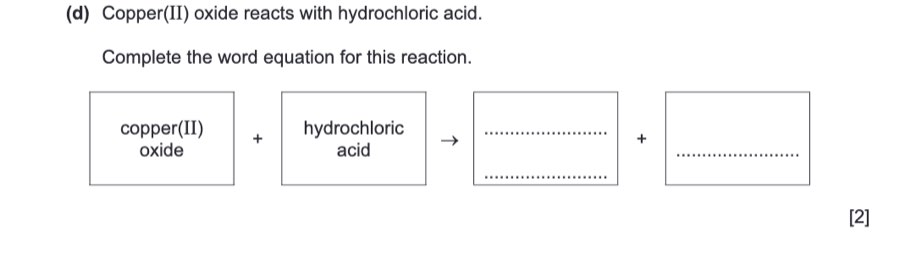 (d) Copper(II) oxide reacts with hydrochloric acid.
Complete the word equation for this reaction.
copper(II)
oxide
+
hydrochloric
acid
→
..........................
..........................
+
..........................
[2]